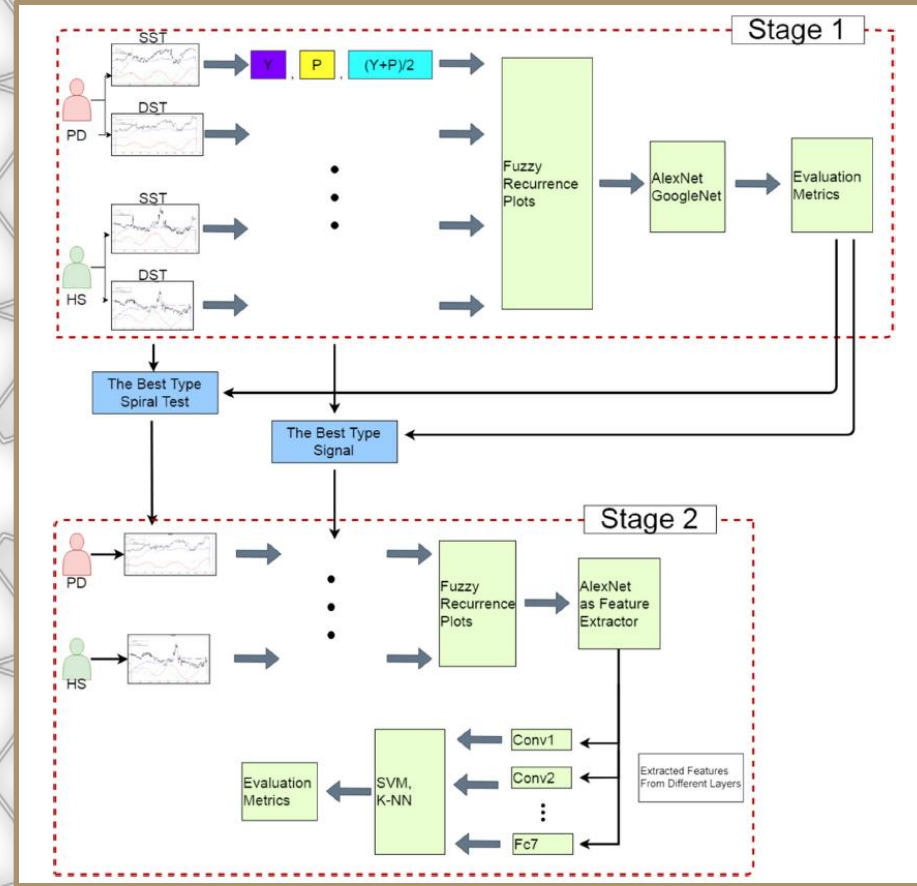 Stage 1
SST
Y , P , (Y+P)/2
PD
DST
SST
HS
DST
Fuzzy
Recurrence
Plots
AlexNet
GoogleNet
Evaluation
Metrics
The Best Type
Spiral Test
The Best Type
Signal
Stage 2
PD
HS
Fuzzy
Recurrence
Plots
AlexNet
as Feature
Extractor
Conv1
Conv2
Fc7
Extracted Features
From Different Layers
SVM,
K-NN
Evaluation
Metrics